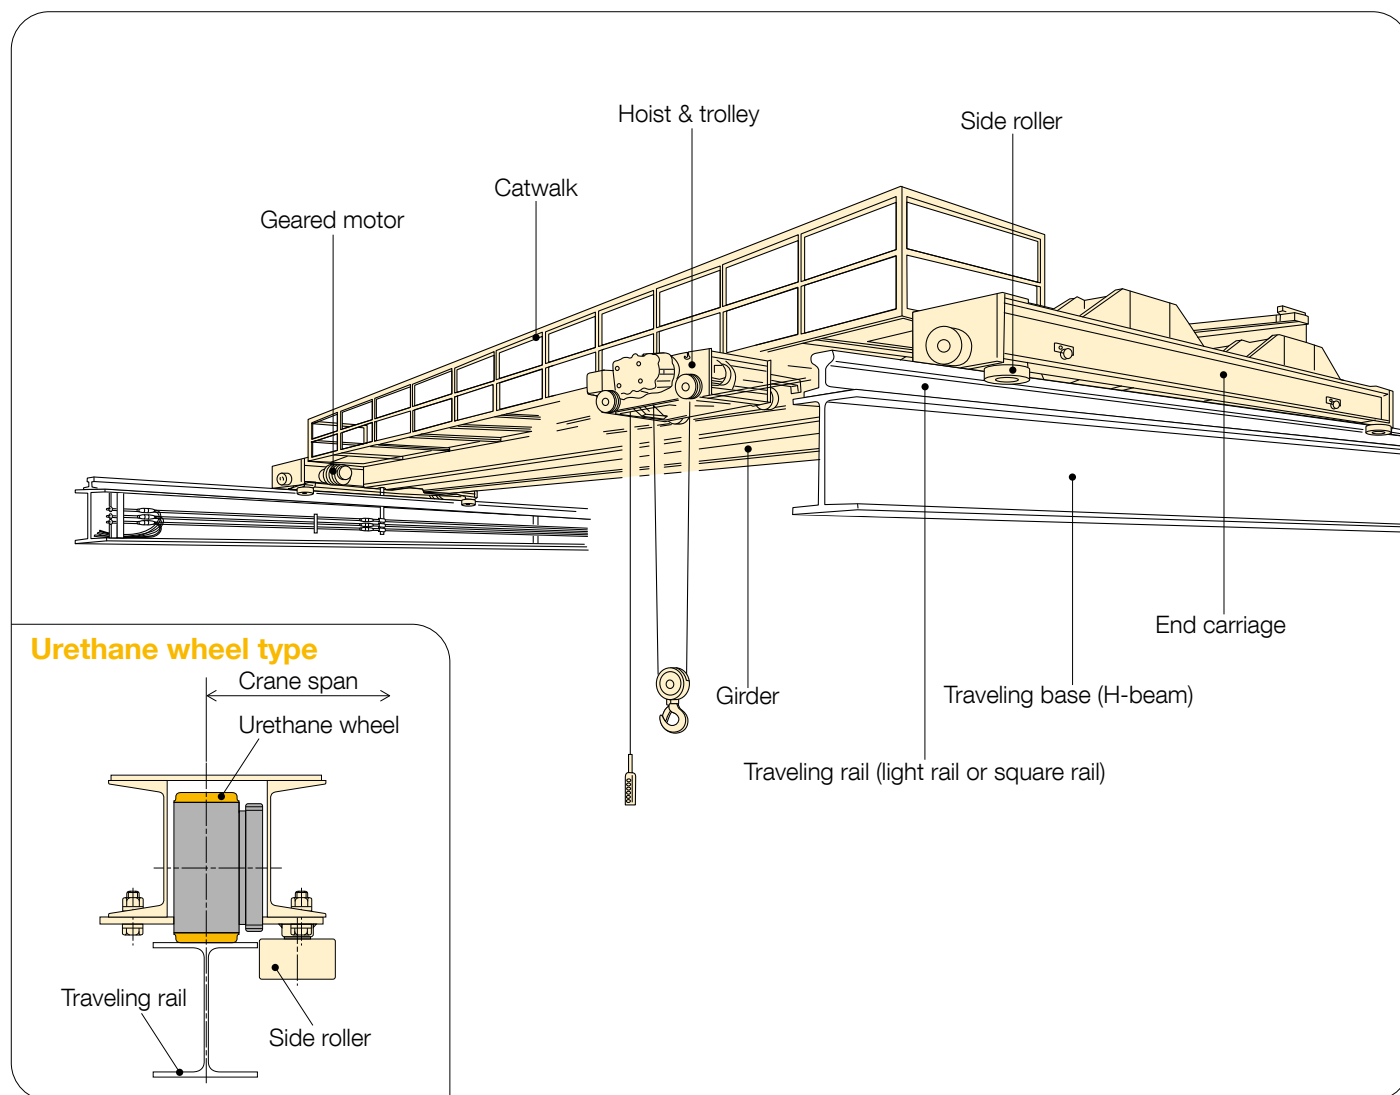 Hoist & trolley
Side roller
Catwalk
Geared motor
End carriage
Girder
Traveling base (H-beam)
Traveling rail (light rail or square rail)
Urethane wheel type
Crane span
Urethane wheel
Traveling rail
Side roller